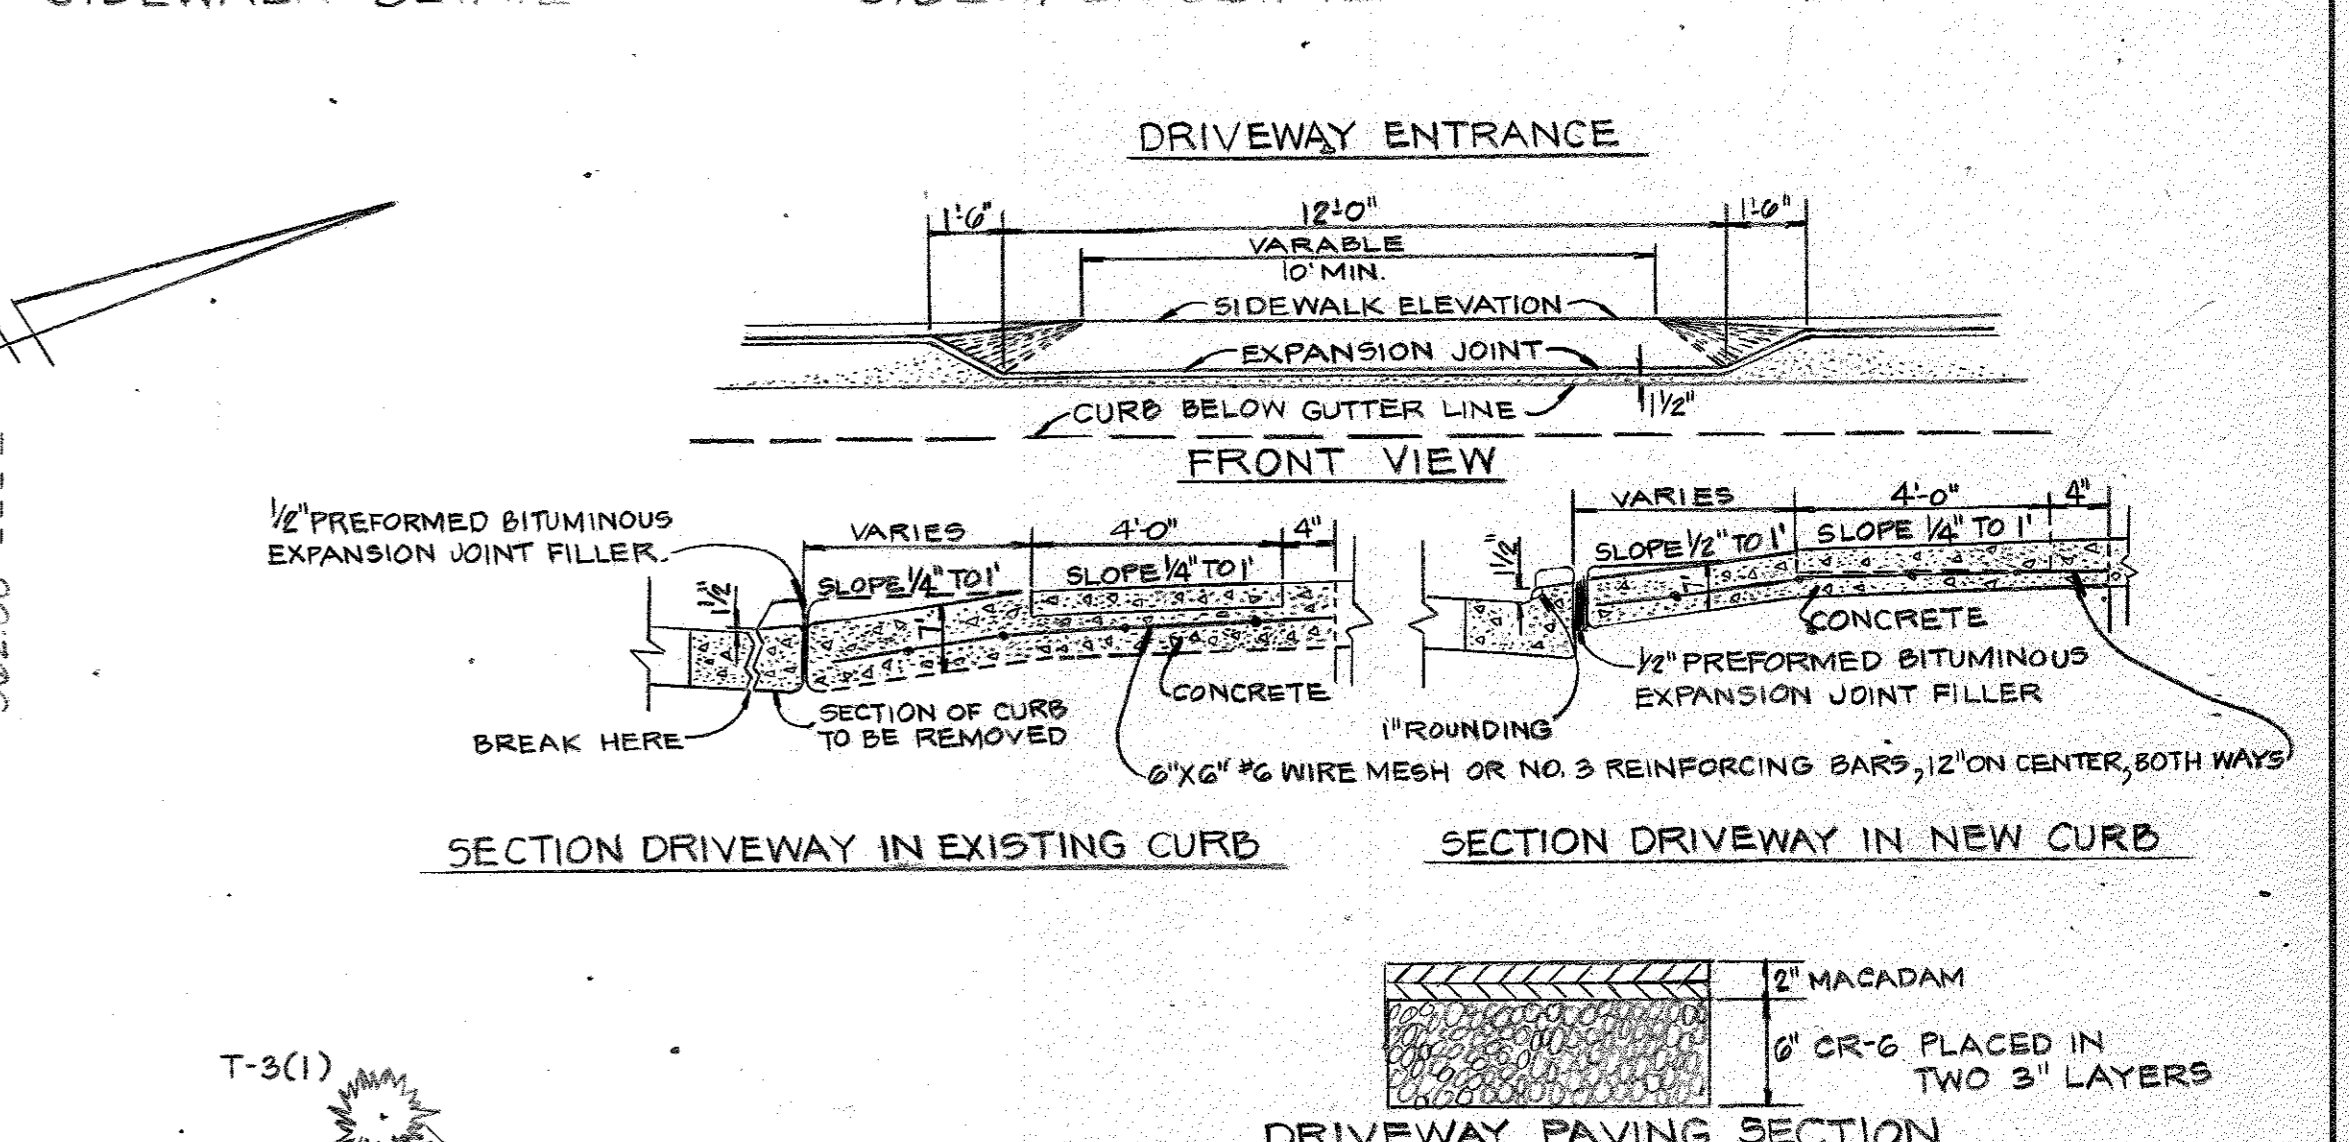 DRIVEWAY ENTRANCE
1'-6" 12'-0" 1'-6"
VARABLE
10' MIN.
SIDEWALK ELEVATION
EXPANSION JOINT
CURB BELOW GUTTER LINE 1 1/2"
FRONT VIEW
1/2" PREFORMED BITUMINOUS
EXPANSION JOINT FILLER.
VARIES 4'-0" 4"
SLOPE 1/4" TO 1' SLOPE 1/4" TO 1'
1 1/2"
7"
CONCRETE
SECTION OF CURB
TO BE REMOVED
BREAK HERE
VARIES 4'-0" 4"
SLOPE 1/2" TO 1' SLOPE 1/4" TO 1'
1 1/2"
7"
CONCRETE
1/2" PREFORMED BITUMINOUS
EXPANSION JOINT FILLER
1" ROUNDING
6"X6" #6 WIRE MESH OR NO. 3 REINFORCING BARS, 12" ON CENTER, BOTH WAYS
SECTION DRIVEWAY IN EXISTING CURB
SECTION DRIVEWAY IN NEW CURB
2" MACADAM
6" CR-6 PLACED IN
TWO 3" LAYERS
DRIVEWAY PAVING SECTION
T-3(1)